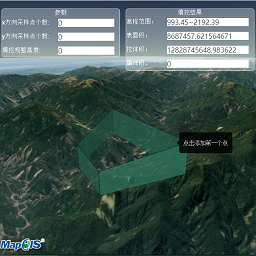 参数
x方向采样点个数: 0
y方向采样点个数: 0
填挖规整高度: 0
填挖结果
高程范围: 993.45~2192.39
表面积: 8687457.621564671
挖体积: 12828745648.983622
填体积: 0
点击添加第一个点
MapGIS